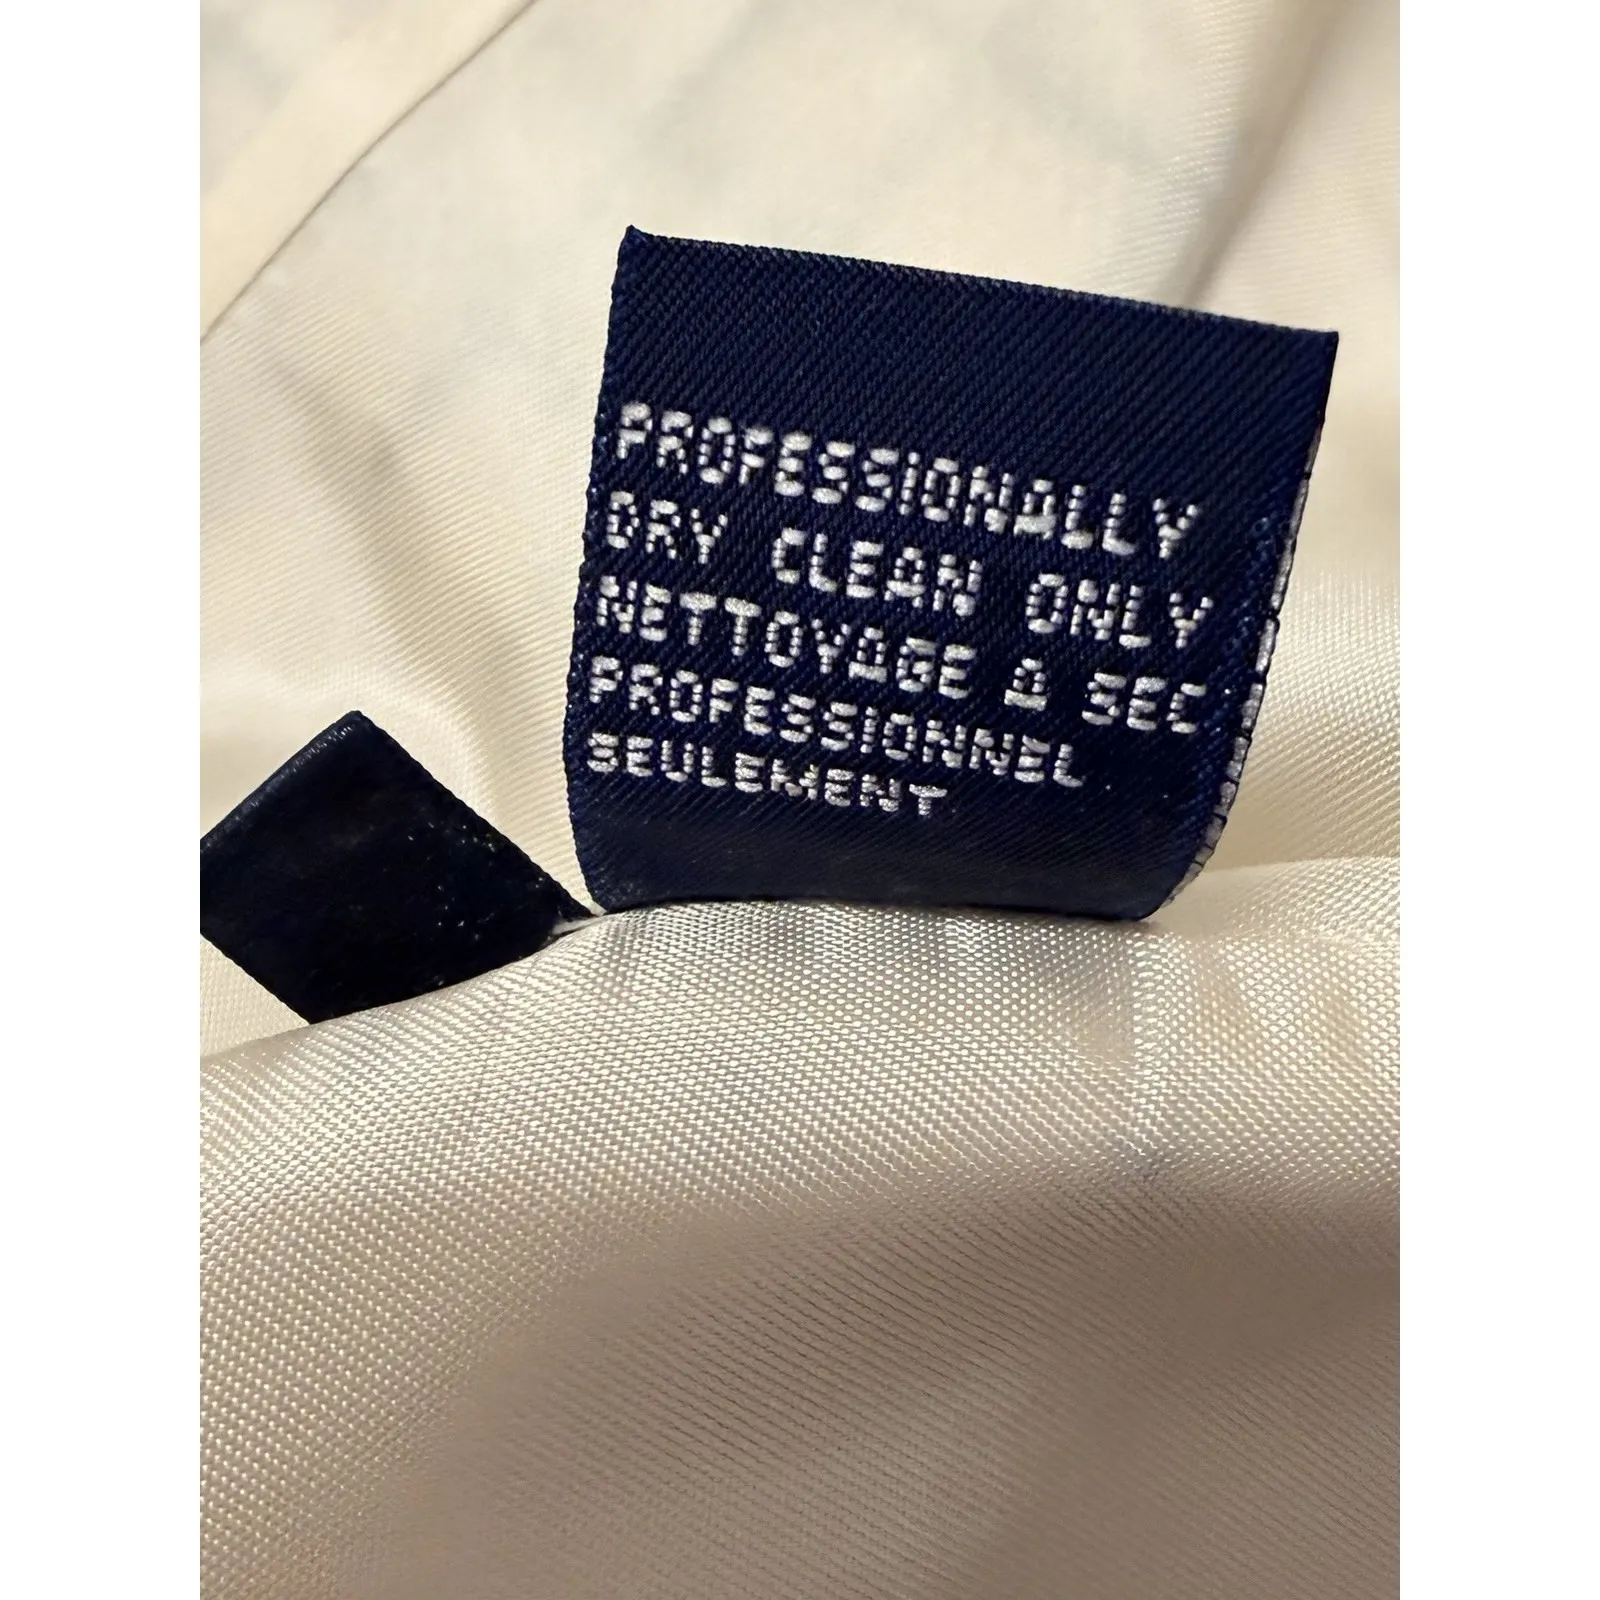 PROFESSIONALLY
DRY CLEAN ONLY
NETTOYAGE A SEC
PROFESSIONNEL
SEULEMENT